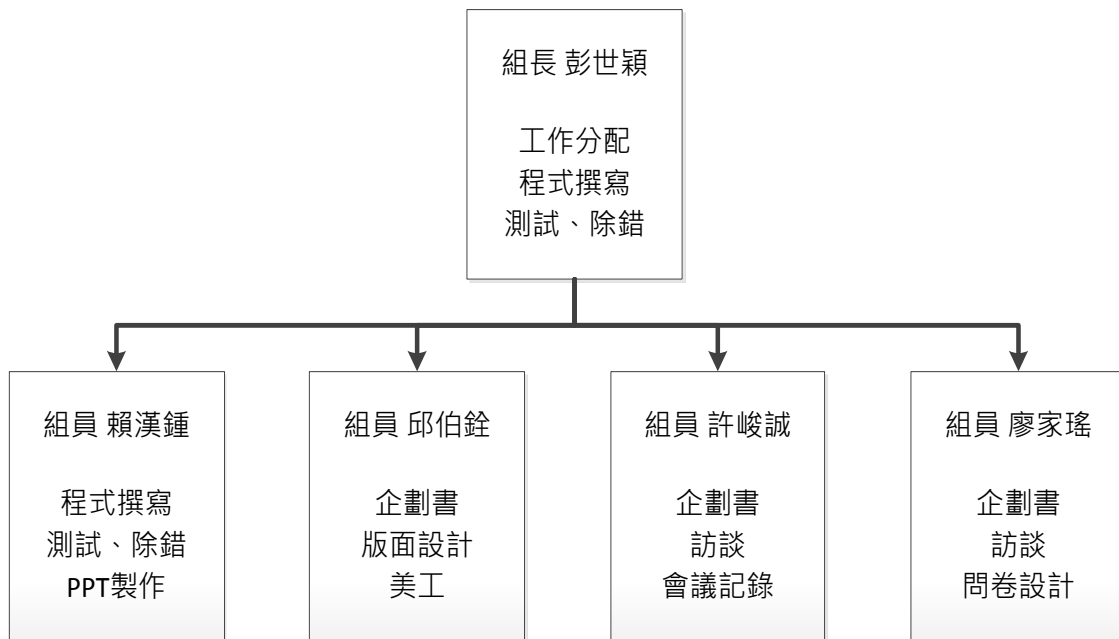 組長 彭世穎
工作分配
程式撰寫
測試、除錯
組員 賴漢鍾
程式撰寫
測試、除錯
PPT製作
組員 邱伯銓
企劃書
版面設計
美工
組員 許峻誠
企劃書
訪談
會議記錄
組員 廖家瑤
企劃書
訪談
問卷設計